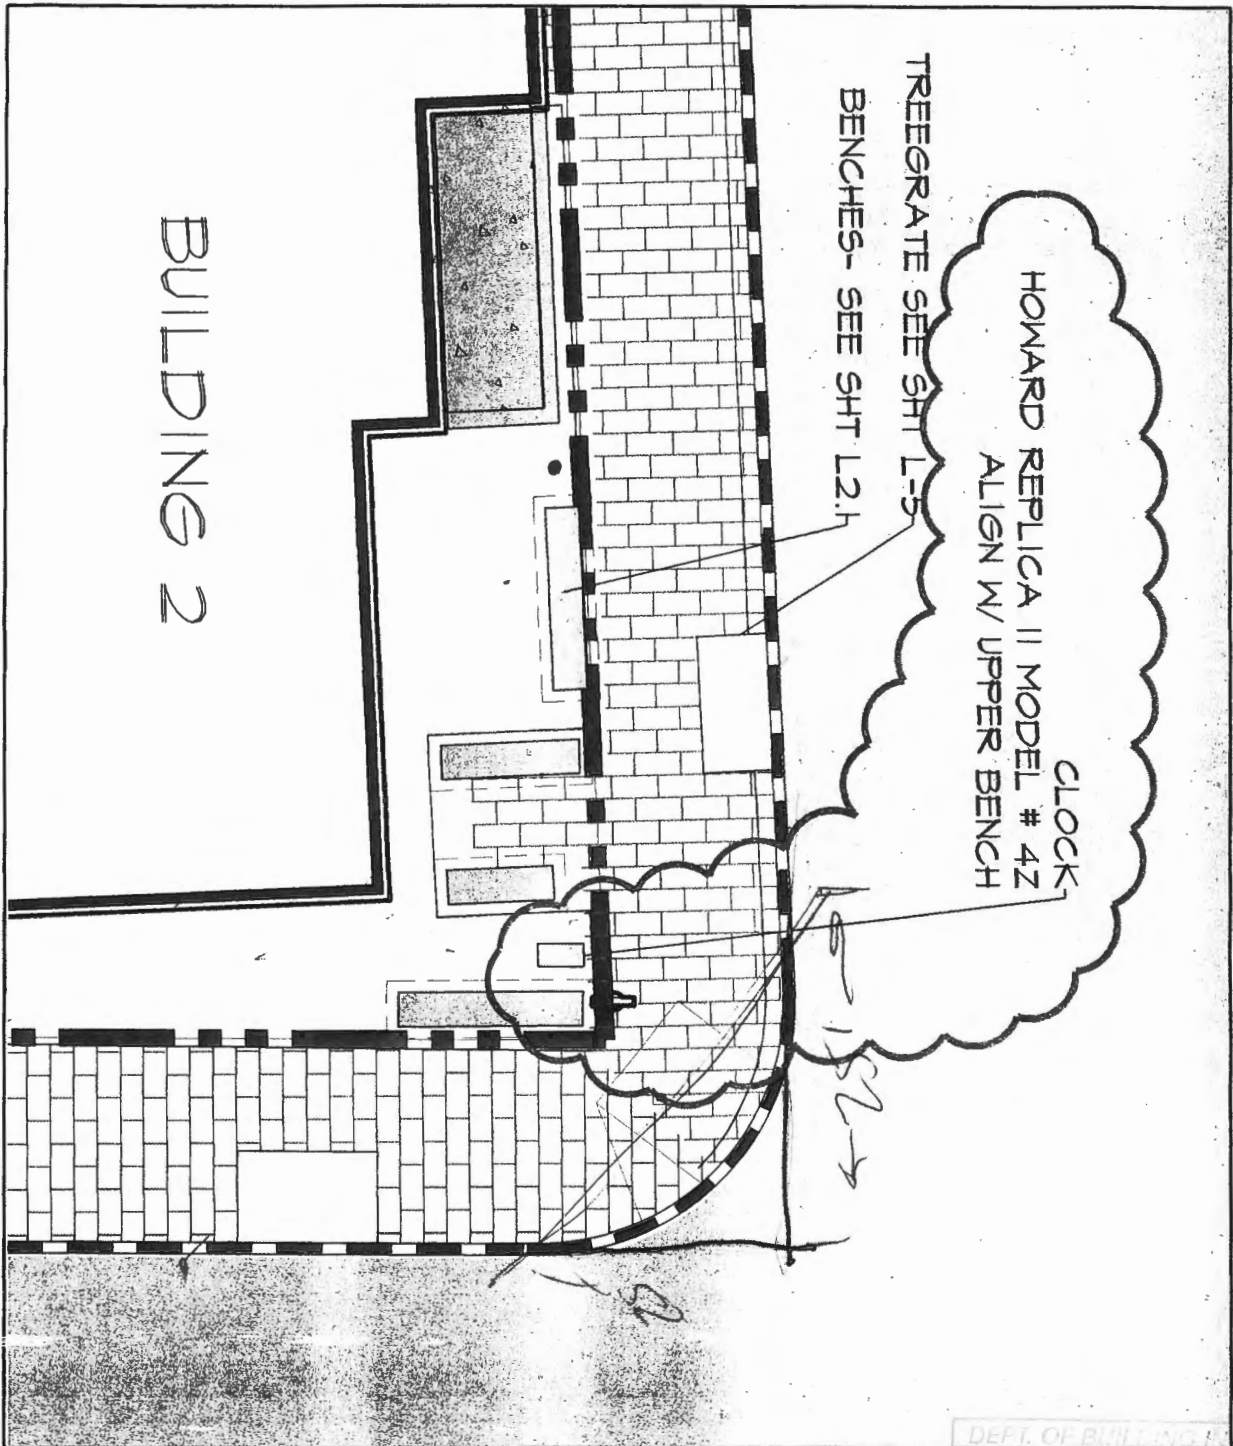 CLOCK
HOWARD REPLICA II MODEL # 4Z
ALIGN W/ UPPER BENCH
TREEGRATE SEE SHT L-5
BENCHES- SEE SHT L2.1
BUILDING 2
DEPT. OF BUILDING